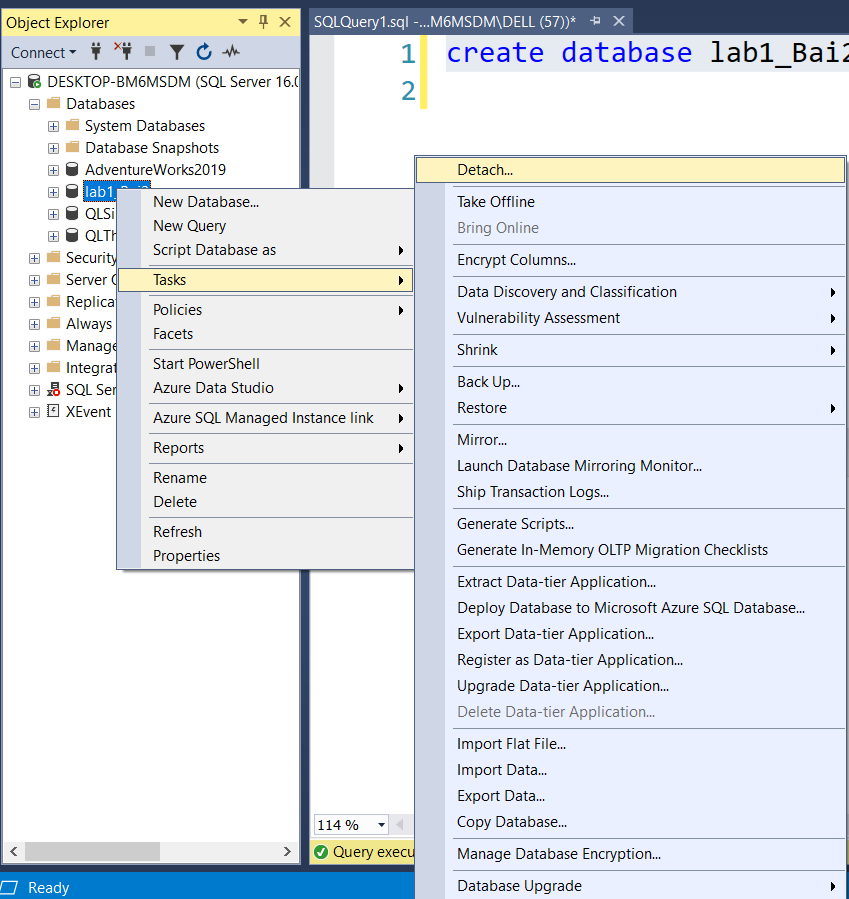 Object Explorer
Connect
DESKTOP-BM6MSDM (SQL Server 16.0
Databases
System Databases
Database Snapshots
AdventureWorks2019
lab1_Bai2
QLSi
QLTh
Security
Server
Replica
Always
Manage
Integrat
SQL Ser
XEvent
SQLQuery1.sql -...M6MSDM\DELL (57))*
1 create database lab1_Bai2
2
New Database...
New Query
Script Database as
Tasks
Policies
Facets
Start PowerShell
Azure Data Studio
Azure SQL Managed Instance link
Reports
Rename
Delete
Refresh
Properties
Detach...
Take Offline
Bring Online
Encrypt Columns...
Data Discovery and Classification
Vulnerability Assessment
Shrink
Back Up...
Restore
Mirror...
Launch Database Mirroring Monitor...
Ship Transaction Logs...
Generate Scripts...
Generate In-Memory OLTP Migration Checklists
Extract Data-tier Application...
Deploy Database to Microsoft Azure SQL Database...
Export Data-tier Application...
Register as Data-tier Application...
Upgrade Data-tier Application...
Delete Data-tier Application...
Import Flat File...
Import Data...
Export Data...
Copy Database...
Manage Database Encryption...
Database Upgrade
114 %
Query execu
Ready